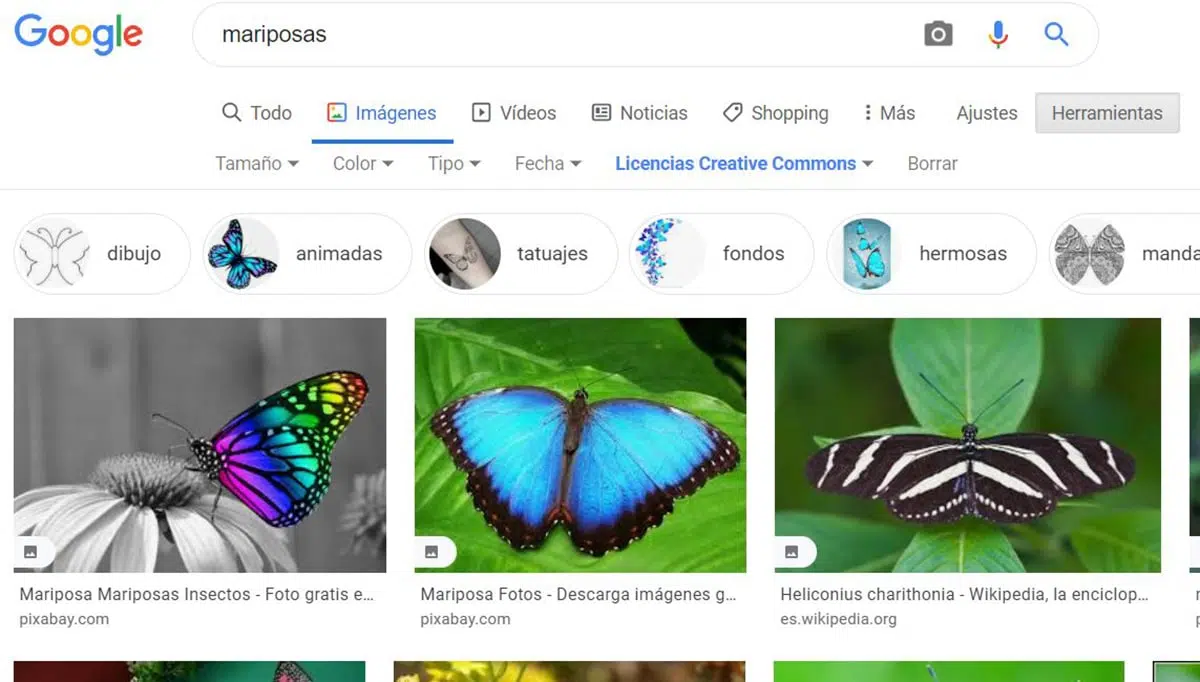 Google
mariposas
Todo Imágenes Vídeos Noticias Shopping Más Ajustes Herramientas
Tamaño Color Tipo Fecha Licencias Creative Commons Borrar
dibujo animadas tatuajes fondos hermosas manda
Mariposa Mariposas Insectos - Foto gratis e... Mariposa Fotos - Descarga imágenes g... Heliconius charithonia - Wikipedia, la enciclop...
pixabay.com pixabay.com es.wikipedia.org